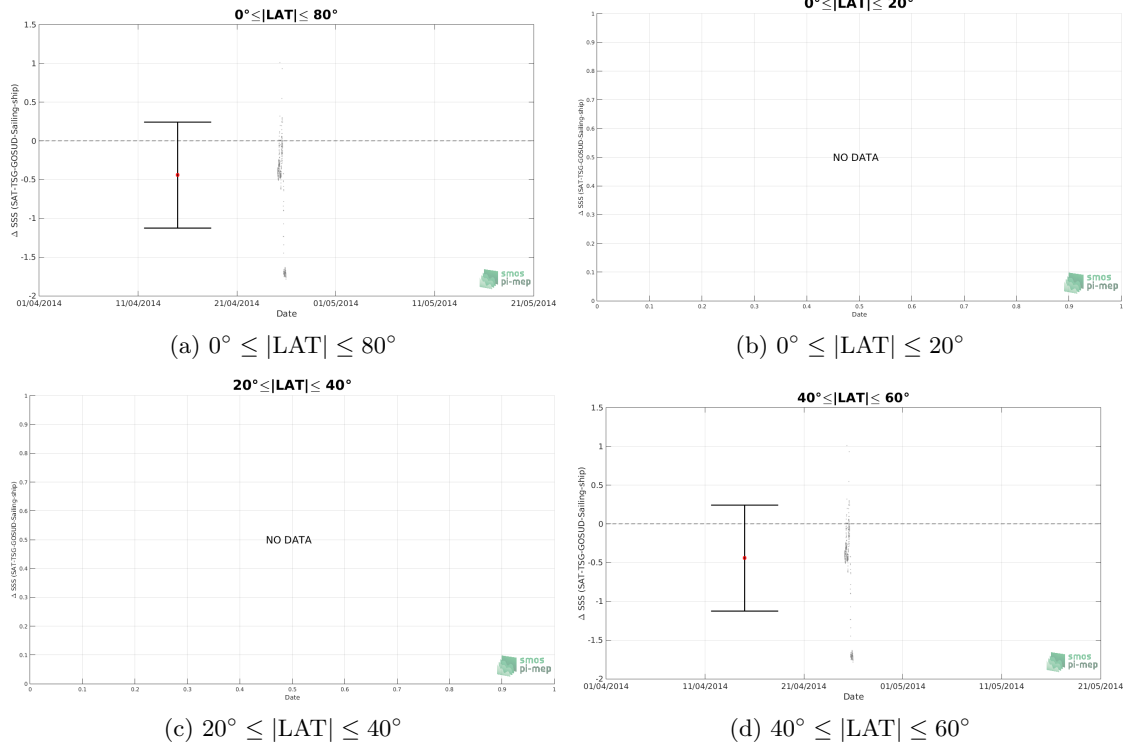 0°≤|LAT|≤ 80°
1.5
1
0.5
0
-0.5
-1
-1.5
-2
Δ SSS (SAT-TSG-GOSUD-Sailing-ship)
01/04/2014 11/04/2014 21/04/2014 01/05/2014 11/05/2014 21/05/2014
Date
smos
pi-mep
(a) 0° ≤ |LAT| ≤ 80°
0°≤|LAT|≤ 20°
1
0.9
0.8
0.7
0.6
0.5
0.4
0.3
0.2
0.1
0
Δ SSS (SAT-TSG-GOSUD-Sailing-ship)
NO DATA
0 0.1 0.2 0.3 0.4 0.5 0.6 0.7 0.8 0.9 1
Date
smos
pi-mep
(b) 0° ≤ |LAT| ≤ 20°
20°≤|LAT|≤ 40°
1
0.9
0.8
0.7
0.6
0.5
0.4
0.3
0.2
0.1
0
Δ SSS (SAT-TSG-GOSUD-Sailing-ship)
NO DATA
0 0.1 0.2 0.3 0.4 0.5 0.6 0.7 0.8 0.9 1
Date
smos
pi-mep
(c) 20° ≤ |LAT| ≤ 40°
40°≤|LAT|≤ 60°
1.5
1
0.5
0
-0.5
-1
-1.5
-2
Δ SSS (SAT-TSG-GOSUD-Sailing-ship)
01/04/2014 11/04/2014 21/04/2014 01/05/2014 11/05/2014 21/05/2014
Date
smos
pi-mep
(d) 40° ≤ |LAT| ≤ 60°